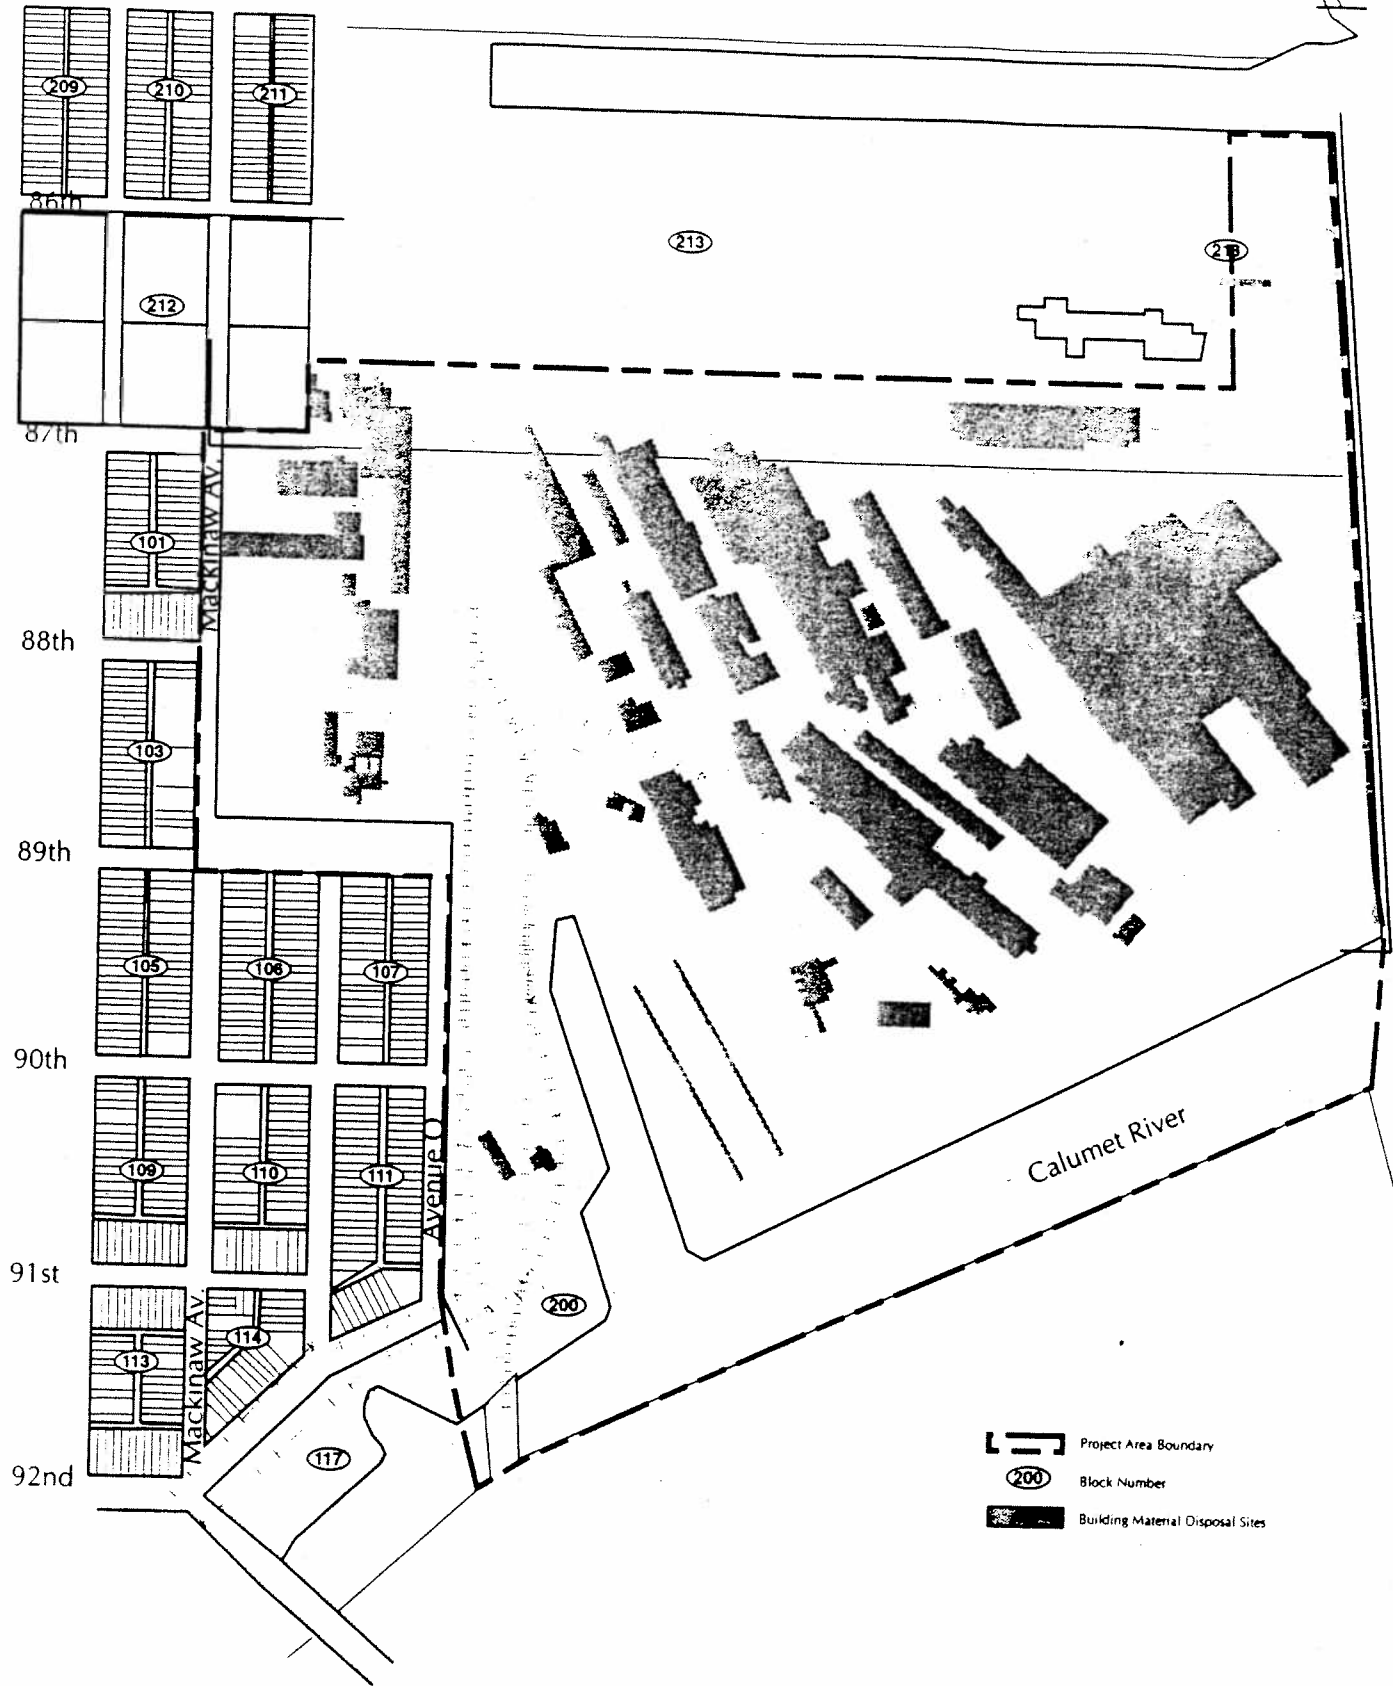 209
210
211
86th
213
213
212
87th
101
Mackinaw Av.
88th
103
89th
105
106
107
90th
Calumet River
109
110
111
Avenue O
91st
200
114
113
Mackinaw Av.
117
92nd
Project Area Boundary
200
Block Number
Building Material Disposal Sites